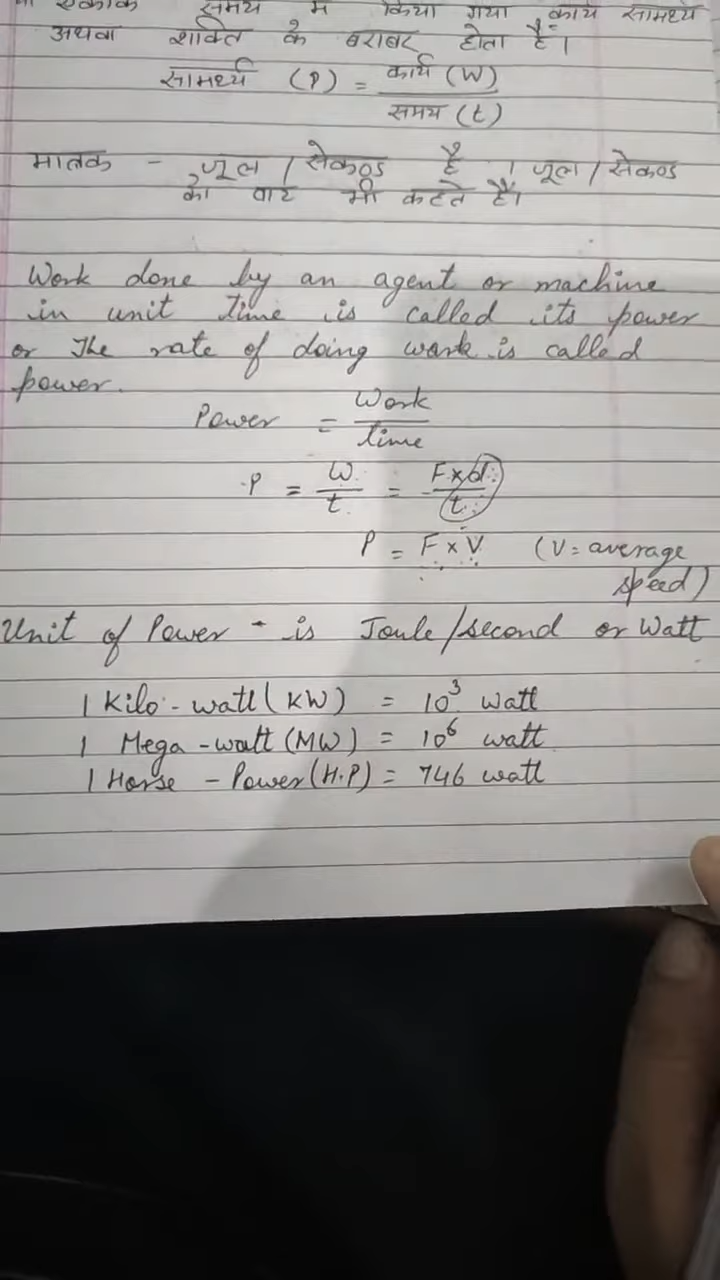 समय में किया गया कार्य सामर्थ्य
अथवा शक्ति के बराबर होता है।
सामर्थ्य (P) = कार्य (W)
समय (t)
मात्रक - जूल / सेकण्ड है । जूल / सेकण्ड
को वाट भी कहते है।
Work done by an agent or machine
in unit time is called its power
or The rate of doing work is called
power.
Power = Work
Time
P = W = F×d
t t
P = F×V (V = average
speed)
Unit of Power - is Joule/second or Watt
1 Kilo - watt (KW) = 10³ watt
1 Mega - watt (MW) = 10⁶ watt
1 Horse - Power (H.P) = 746 watt